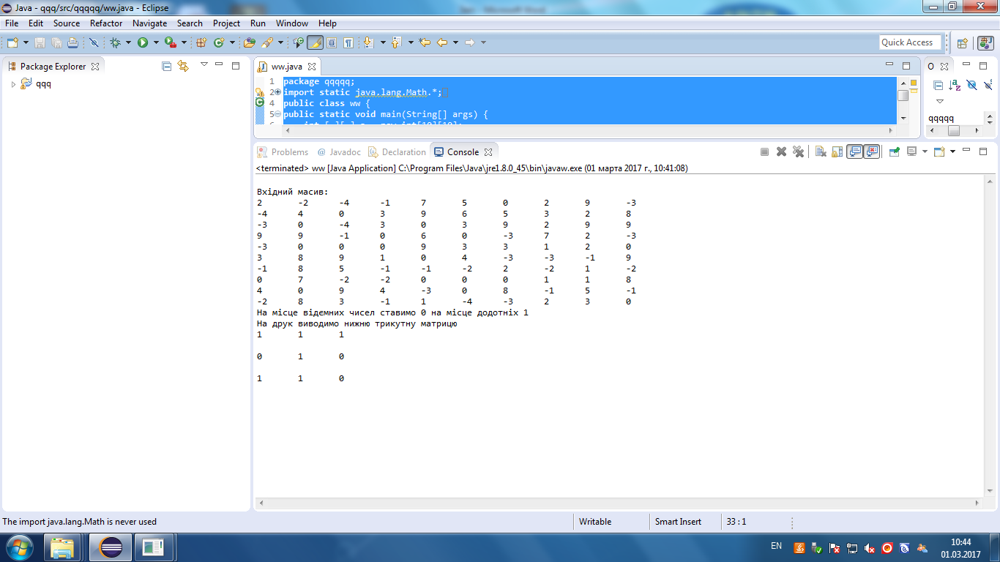 Java - qqq/src/qqqqq/ww.java - Eclipse
File Edit Source Refactor Navigate Search Project Run Window Help
Quick Access
Package Explorer
qqq
ww.java
1 package qqqqq;
2 import static java.lang.Math.*;
4 public class ww {
5 public static void main(String[] args) {
qqqqq
Problems @ Javadoc Declaration Console
<terminated> ww [Java Application] C:\Program Files\Java\jre1.8.0_45\bin\javaw.exe (01 марта 2017 г., 10:41:08)
Вхідний масив:
2 -2 -4 -1 7 5 0 2 9 -3
-4 4 0 3 9 6 5 3 2 8
-3 0 -4 3 0 3 9 2 9 9
9 9 -1 0 6 0 -3 7 2 -3
-3 0 0 0 9 3 3 1 2 0
3 8 9 1 0 4 -3 -3 -1 9
-1 8 5 -1 -1 -2 2 -2 1 -2
0 7 -2 -2 0 0 0 1 1 8
4 0 9 4 -3 0 8 -1 5 -1
-2 8 3 -1 1 -4 -3 2 3 0
На місце відємних чисел ставимо 0 на місце додотніх 1
На друк виводимо нижню трикутну матрицю
1 1 1
0 1 0
1 1 0
The import java.lang.Math is never used
Writable
Smart Insert
33 : 1
EN
10:44
01.03.2017